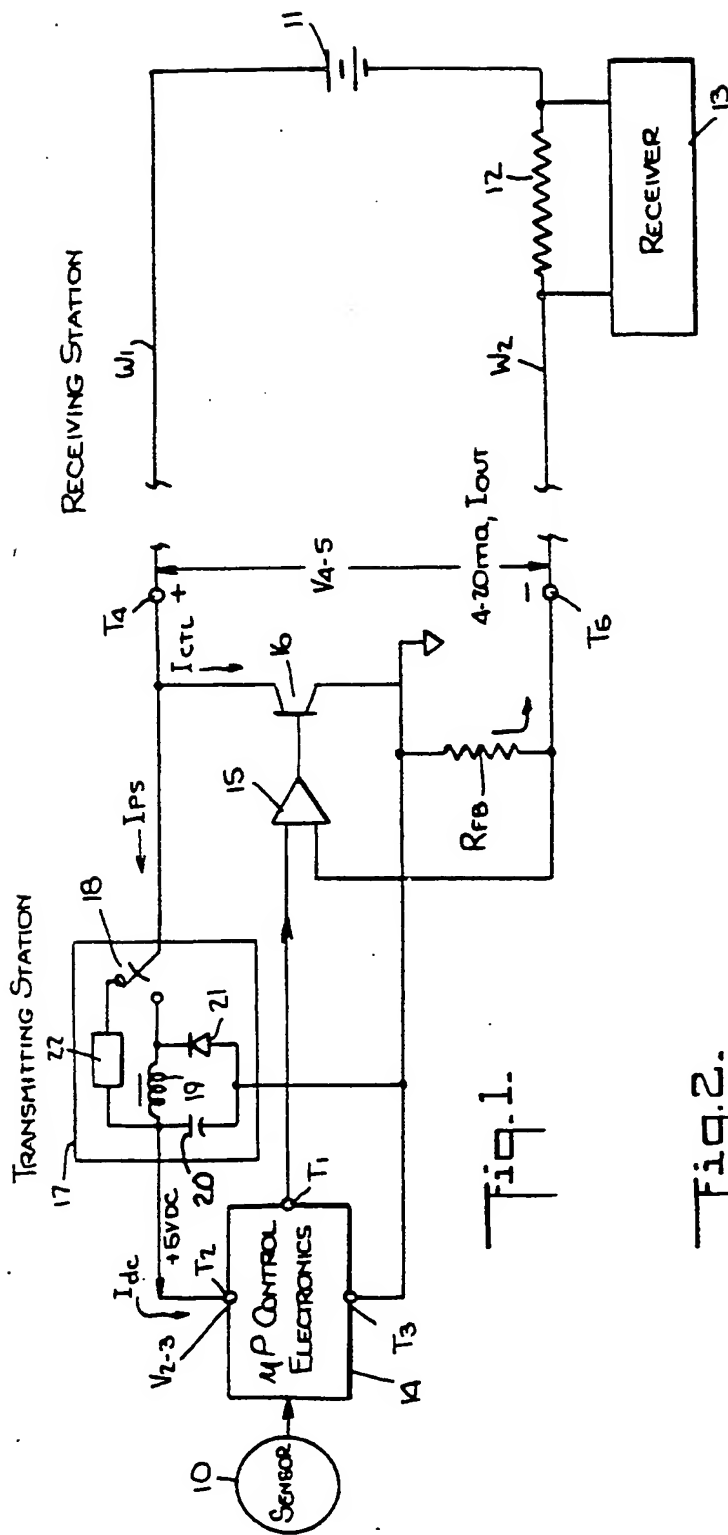 TRANSMITTING STATION
RECEIVING STATION
17
22
18
19
20
21
IPS
ICTL
T4
+
W1
11
Idc
+5VDC
V2-3
T2
10
SENSOR
μP CONTROL
ELECTRONICS
T1
T3
14
15
16
RFB
V4-5
4-20ma, IOUT
-
T5
W2
12
RECEIVER
13
Fig.1.
Fig.2.